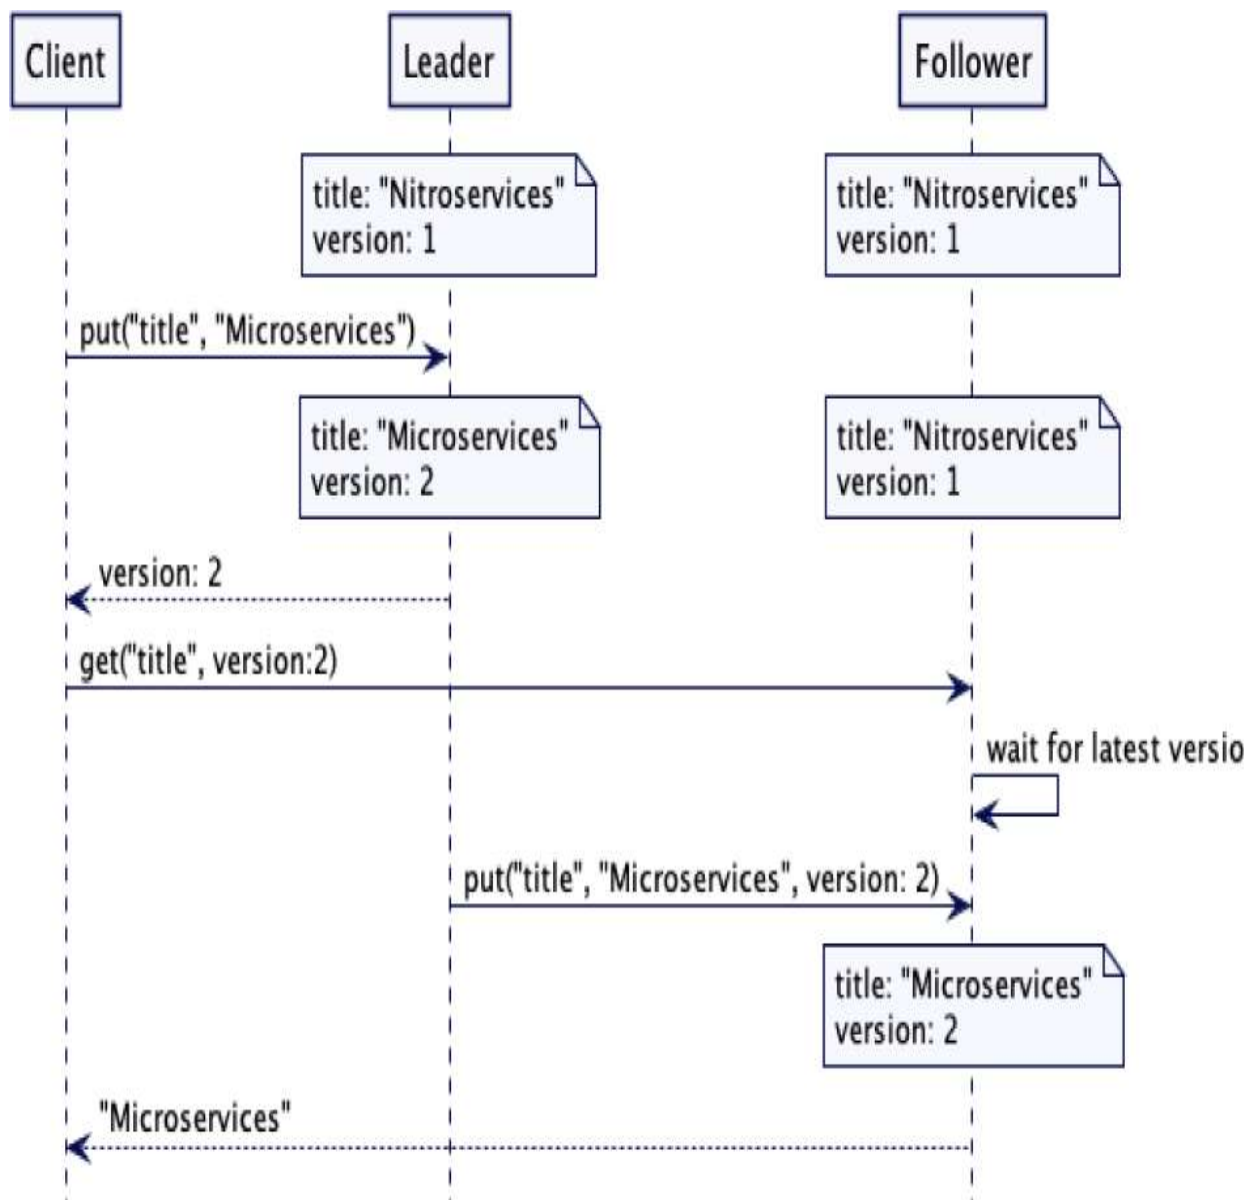 Client
Leader
Follower
title: "Nitroservices"
version: 1
title: "Nitroservices"
version: 1
put("title", "Microservices")
title: "Microservices"
version: 2
title: "Nitroservices"
version: 1
version: 2
get("title", version:2)
wait for latest versio
put("title", "Microservices", version: 2)
title: "Microservices"
version: 2
"Microservices"